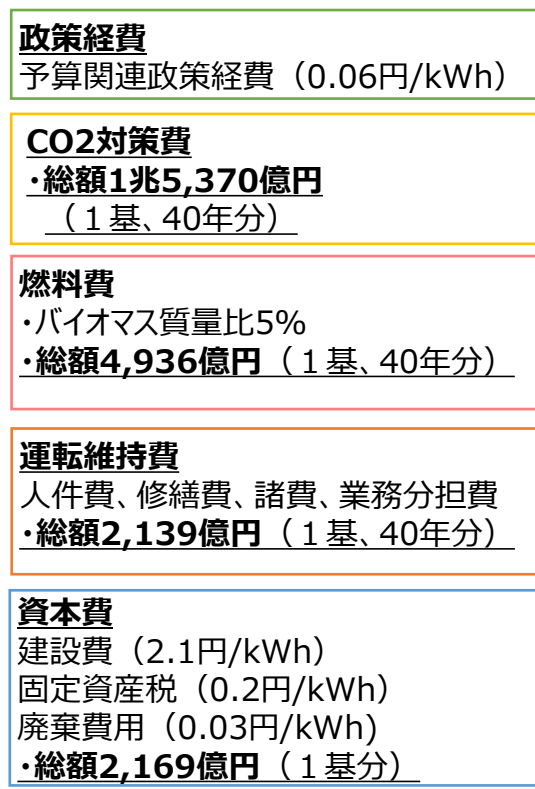 政策経費
予算関連政策経費（0.06円/kWh）
CO2対策費
・総額1兆5,370億円
（１基、40年分）
燃料費
・バイオマス質量比5%
・総額4,936億円（１基、40年分）
運転維持費
人件費、修繕費、諸費、業務分担費
・総額2,139億円（１基、40年分）
資本費
建設費（2.1円/kWh）
固定資産税（0.2円/kWh）
廃棄費用（0.03円/kWh)
・総額2,169億円（１基分）